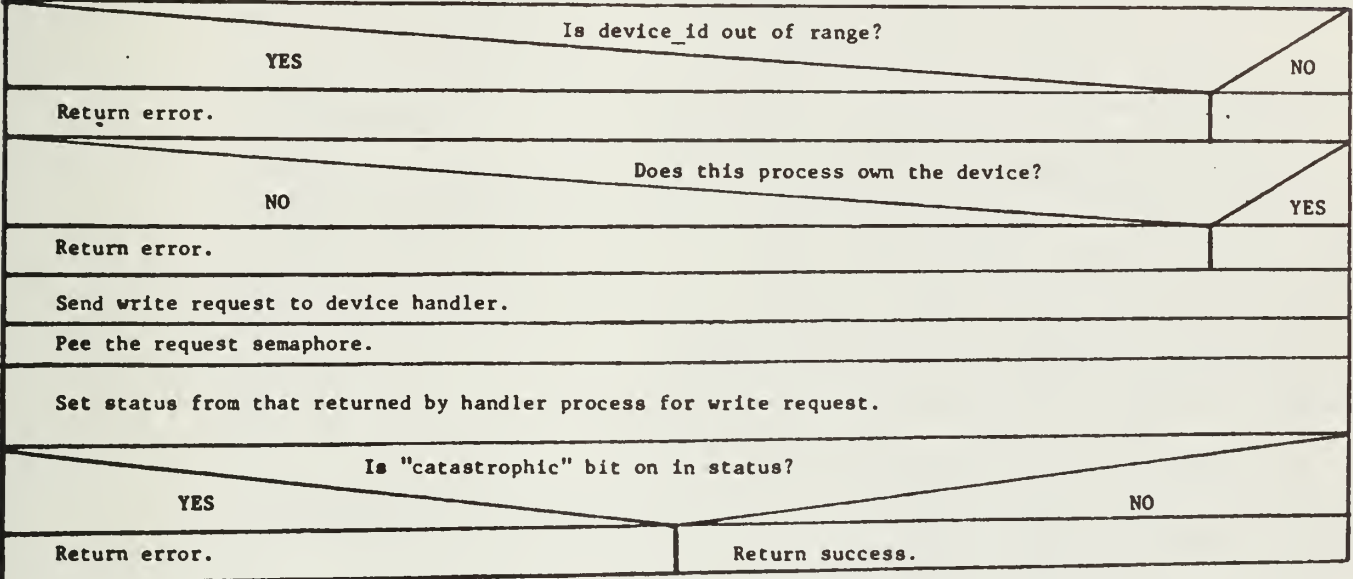 Is device_id out of range?
YES
NO
Return error.
Does this process own the device?
NO
YES
Return error.
Send write request to device handler.
Pee the request semaphore.
Set status from that returned by handler process for write request.
Is "catastrophic" bit on in status?
YES
NO
Return error.
Return success.